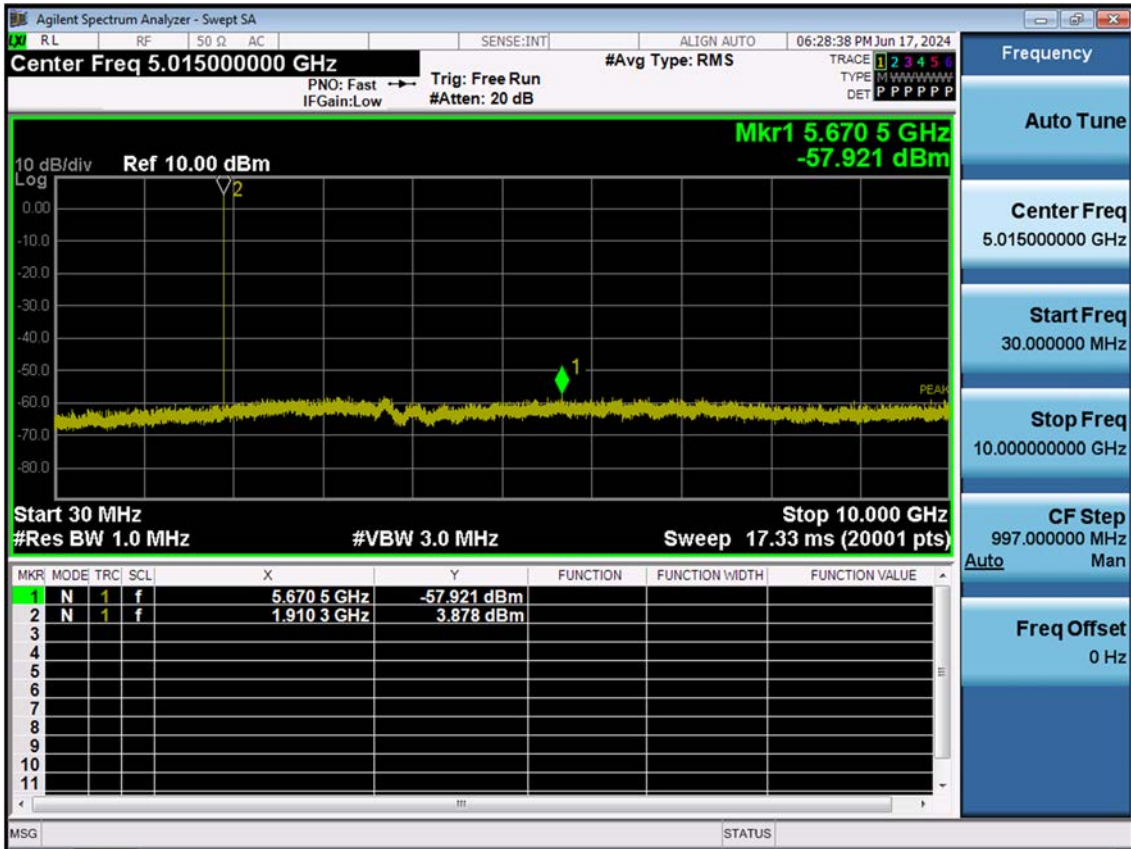 Agilent Spectrum Analyzer - Swept SA
LXI RL RF 50 Ω AC SENSE:INT ALIGN AUTO 06:28:38 PM Jun 17, 2024
Center Freq 5.015000000 GHz #Avg Type: RMS TRACE 1 2 3 4 5 6
PNO: Fast Trig: Free Run TYPE M WWWWW
IFGain:Low #Atten: 20 dB DET P P P P P P
Mkr1 5.670 5 GHz
-57.921 dBm
10 dB/div Ref 10.00 dBm
Log
2
0.00
-10.0
-20.0
-30.0
-40.0
-50.0
1
PEAK
-60.0
-70.0
-80.0
Start 30 MHz Stop 10.000 GHz
#Res BW 1.0 MHz #VBW 3.0 MHz Sweep 17.33 ms (20001 pts)
MKR MODE TRC SCL X Y FUNCTION FUNCTION WIDTH FUNCTION VALUE
1 N 1 f 5.670 5 GHz -57.921 dBm
2 N 1 f 1.910 3 GHz 3.878 dBm
3
4
5
6
7
8
9
10
11
MSG STATUS
Frequency
Auto Tune
Center Freq
5.015000000 GHz
Start Freq
30.000000 MHz
Stop Freq
10.000000000 GHz
CF Step
997.000000 MHz
Auto Man
Freq Offset
0 Hz